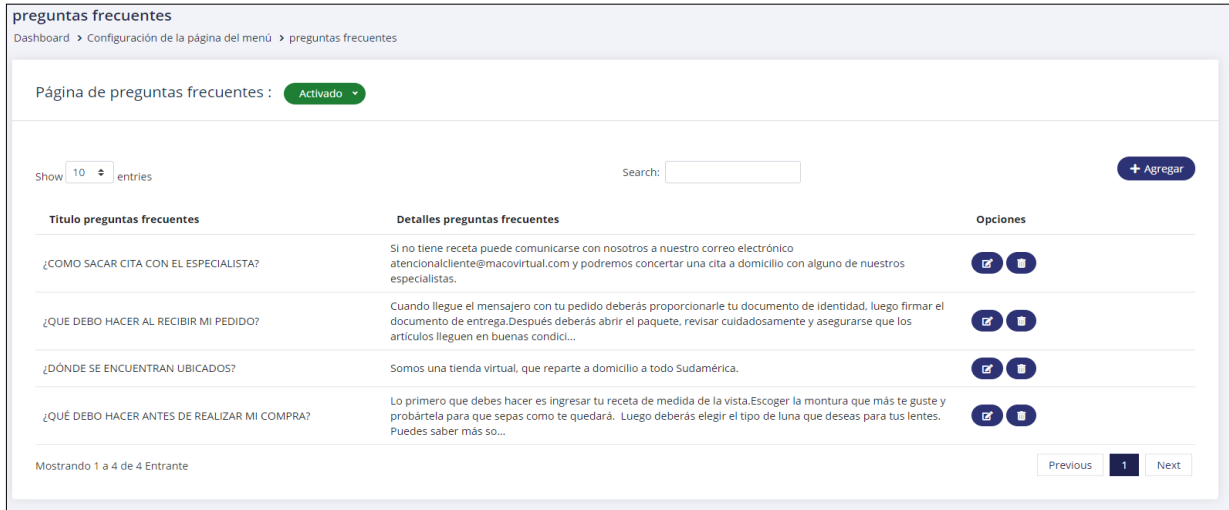 preguntas frecuentes
Dashboard > Configuración de la página del menú > preguntas frecuentes
Página de preguntas frecuentes : Activado
Show 10 entries Search: + Agregar
Titulo preguntas frecuentes Detalles preguntas frecuentes Opciones
¿COMO SACAR CITA CON EL ESPECIALISTA?
Si no tiene receta puede comunicarse con nosotros a nuestro correo electrónico
atencionalcliente@macovirtual.com y podremos concertar una cita a domicilio con alguno de nuestros
especialistas.
¿QUE DEBO HACER AL RECIBIR MI PEDIDO?
Cuando llegue el mensajero con tu pedido deberás proporcionarle tu documento de identidad, luego firmar el
documento de entrega.Después deberás abrir el paquete, revisar cuidadosamente y asegurarse que los
artículos lleguen en buenas condici...
¿DÓNDE SE ENCUENTRAN UBICADOS? Somos una tienda virtual, que reparte a domicilio a todo Sudamérica.
¿QUÉ DEBO HACER ANTES DE REALIZAR MI COMPRA?
Lo primero que debes hacer es ingresar tu receta de medida de la vista.Escoger la montura que más te guste y
probártela para que sepas como te quedará. Luego deberás elegir el tipo de luna que deseas para tus lentes.
Puedes saber más so...
Mostrando 1 a 4 de 4 Entrante Previous 1 Next